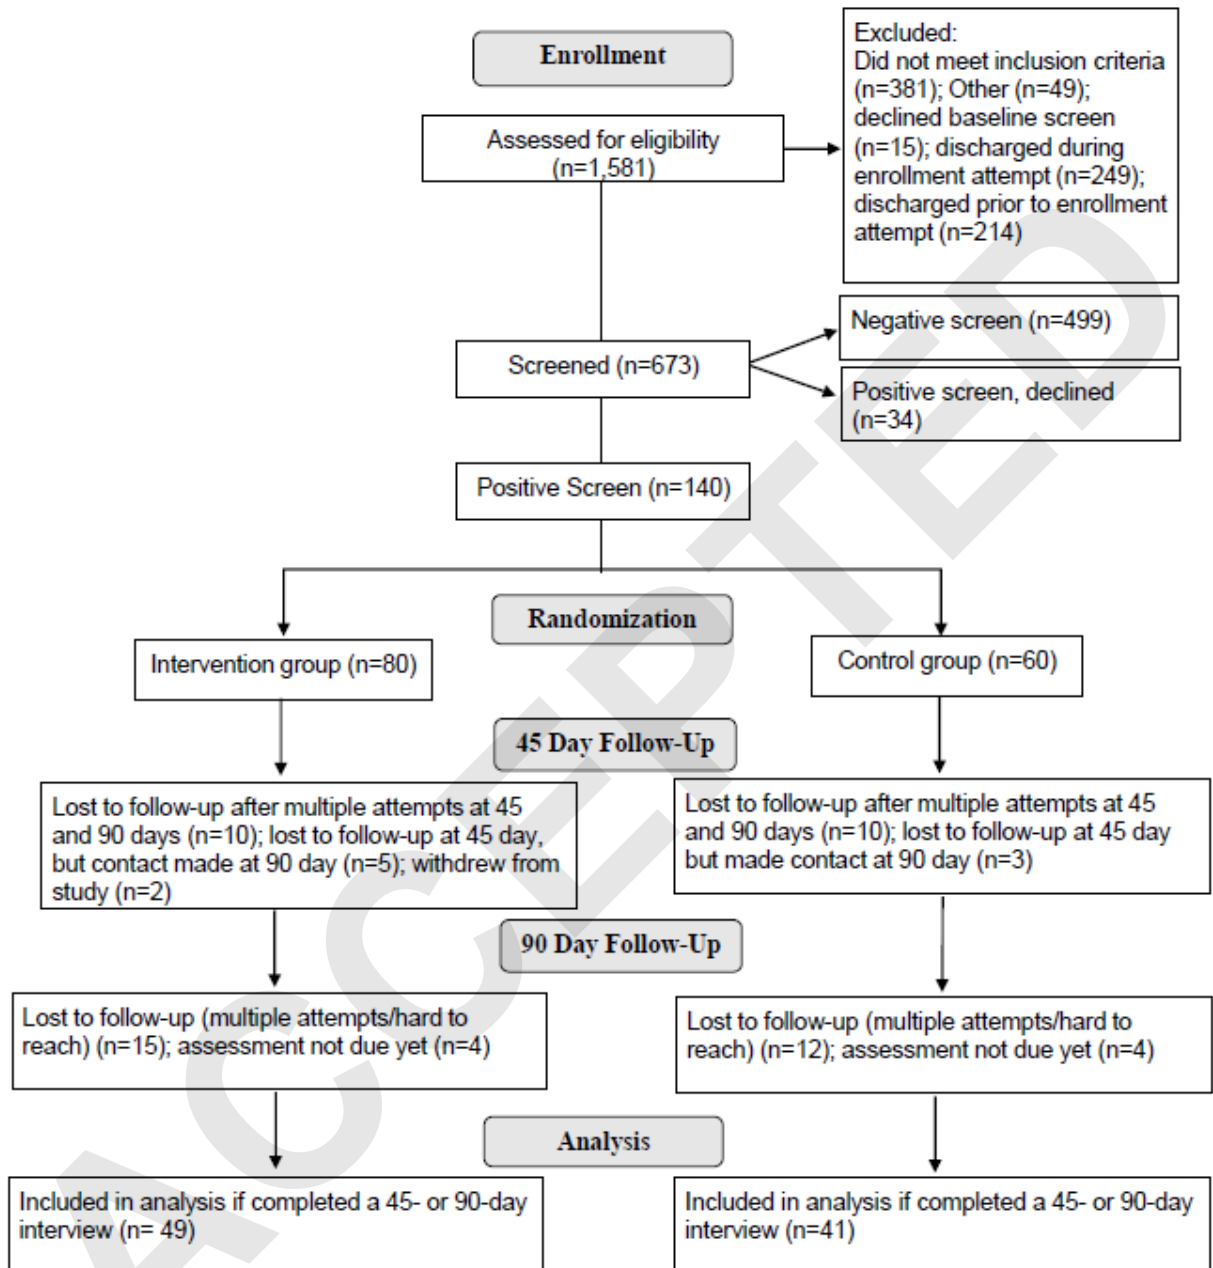 Enrollment
Excluded:
Did not meet inclusion criteria
(n=381); Other (n=49);
declined baseline screen
(n=15); discharged during
enrollment attempt (n=249);
discharged prior to enrollment
attempt (n=214)
Assessed for eligibility
(n=1,581)
Negative screen (n=499)
Screened (n=673)
Positive screen, declined
(n=34)
Positive Screen (n=140)
Randomization
Intervention group (n=80)
Control group (n=60)
45 Day Follow-Up
Lost to follow-up after multiple attempts at 45
and 90 days (n=10); lost to follow-up at 45 day,
but contact made at 90 day (n=5); withdrew from
study (n=2)
Lost to follow-up after multiple attempts at 45
and 90 days (n=10); lost to follow-up at 45 day
but made contact at 90 day (n=3)
90 Day Follow-Up
Lost to follow-up (multiple attempts/hard to
reach) (n=15); assessment not due yet (n=4)
Lost to follow-up (multiple attempts/hard to
reach) (n=12); assessment not due yet (n=4)
Analysis
Included in analysis if completed a 45- or 90-day
interview (n= 49)
Included in analysis if completed a 45- or 90-day
interview (n=41)
ACCEPTED